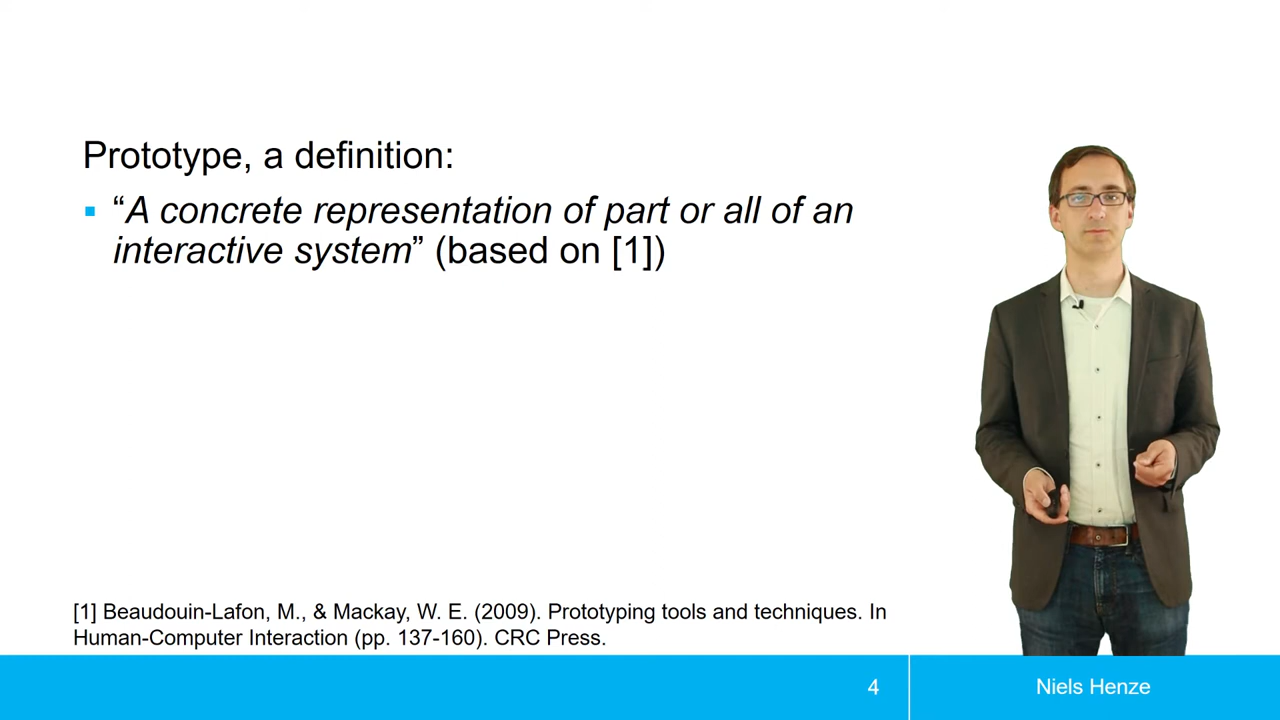 Prototype, a definition:
“A concrete representation of part or all of an
interactive system” (based on [1])
[1] Beaudouin-Lafon, M., & Mackay, W. E. (2009). Prototyping tools and techniques. In
Human-Computer Interaction (pp. 137-160). CRC Press.
4
Niels Henze